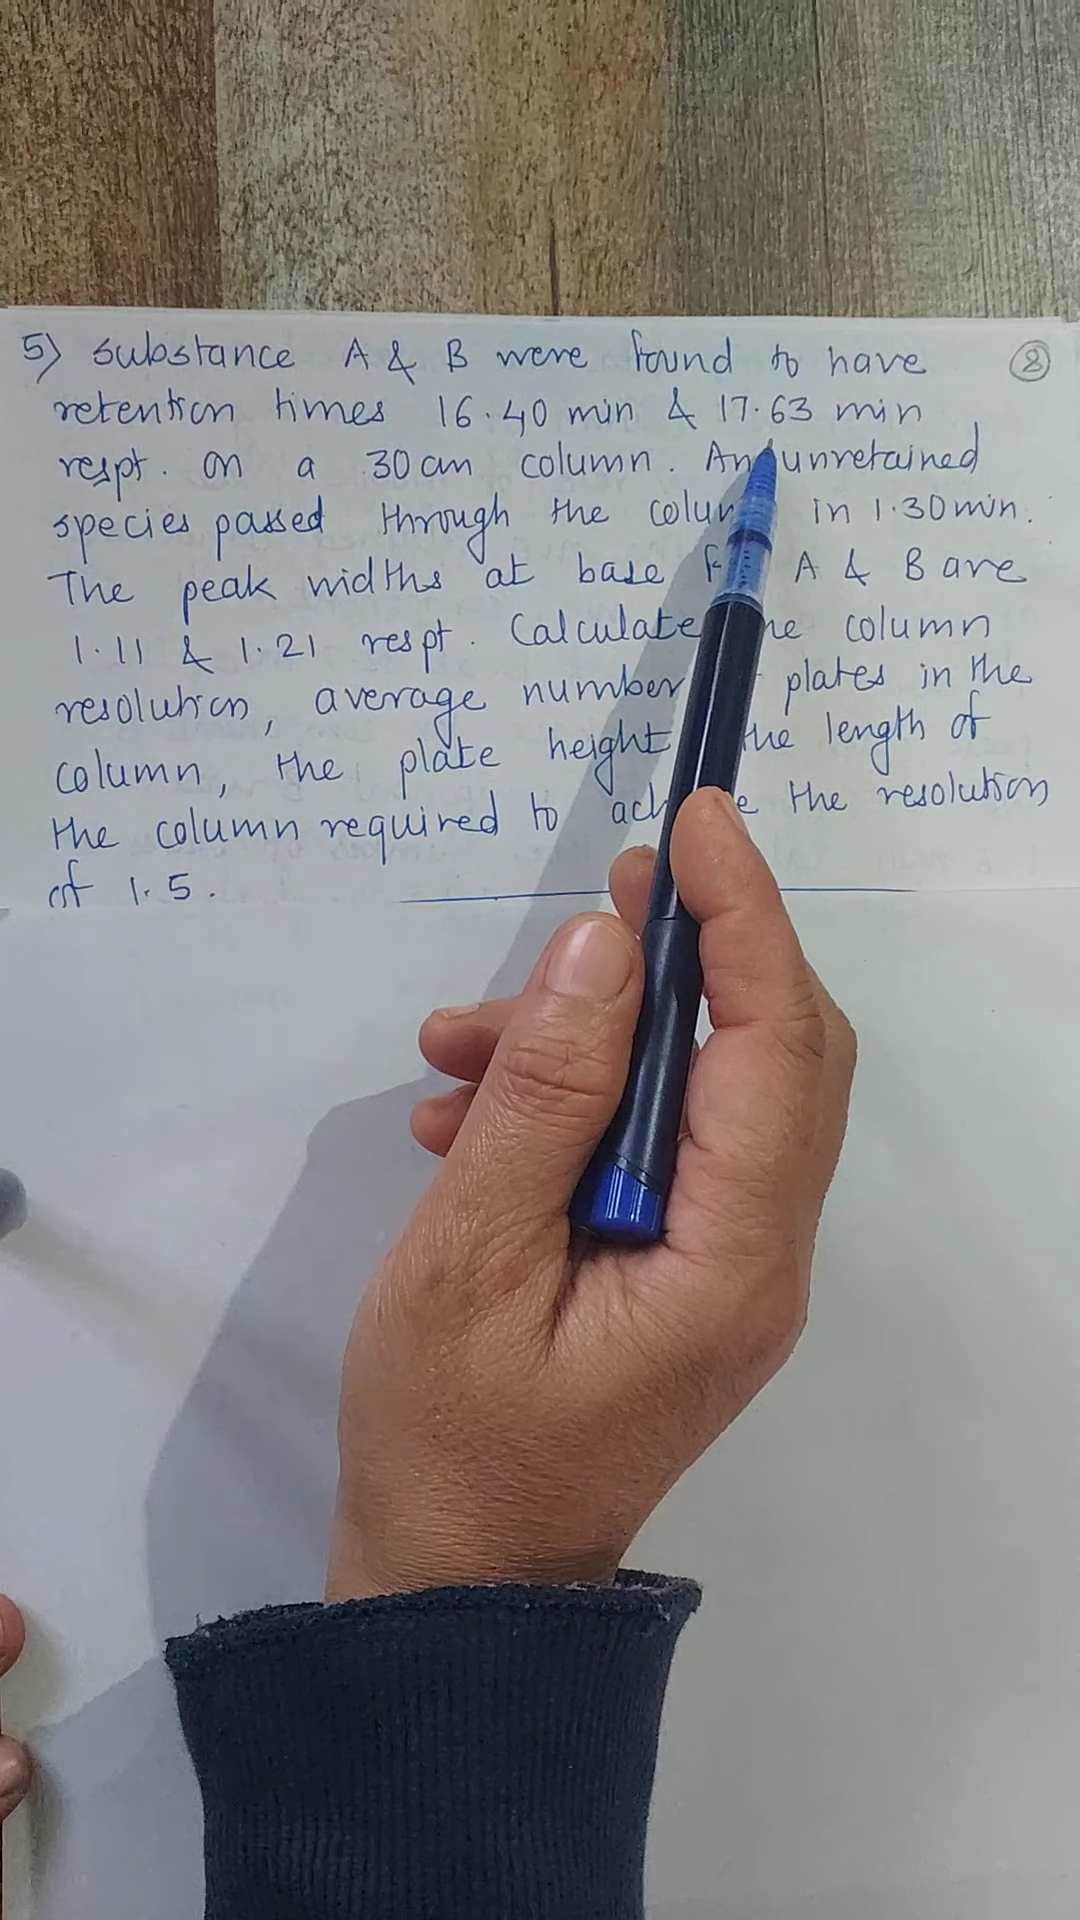 5) Substance A & B were found to have
(8)
retention times 16.40 min & 17.63 min
respt. on a 30 cm column. An unretained
species passed through the in 1.30 min.
The peak widths at base A & B are
1.11 & 1.21 respt. Calculate column
resolution, average number plates in the
column, the plate height the length of
the column required to the resolution
of 1.5.